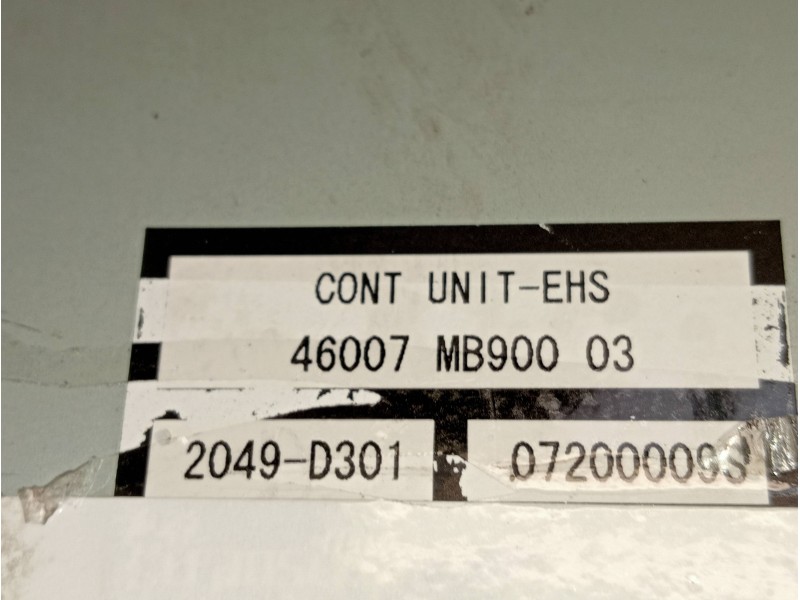 CONT UNIT-EHS
46007 MB900 03
2049-D301
07200009S